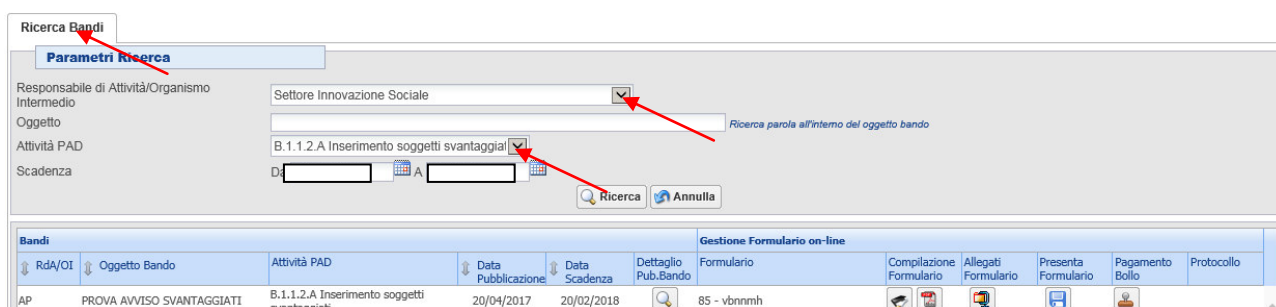 Ricerca Bandi
Parametri Ricerca
Responsabile di Attività/Organismo
Intermedio
Settore Innovazione Sociale
Oggetto
Ricerca parola all'interno del oggetto bando
Attività PAD
B.1.1.2.A Inserimento soggetti svantaggiat
Scadenza
A
Ricerca Annulla
Bandi Gestione Formulario on-line
RdA/OI Oggetto Bando Attività PAD Data Pubblicazione Data Scadenza Dettaglio Pub.Bando Formulario Compilazione Formulario Allegati Formulario Presenta Formulario Pagamento Bollo Protocollo
AP PROVA AVVISO SVANTAGGIATI B.1.1.2.A Inserimento soggetti 20/04/2017 20/02/2018 85 - vbnnmh